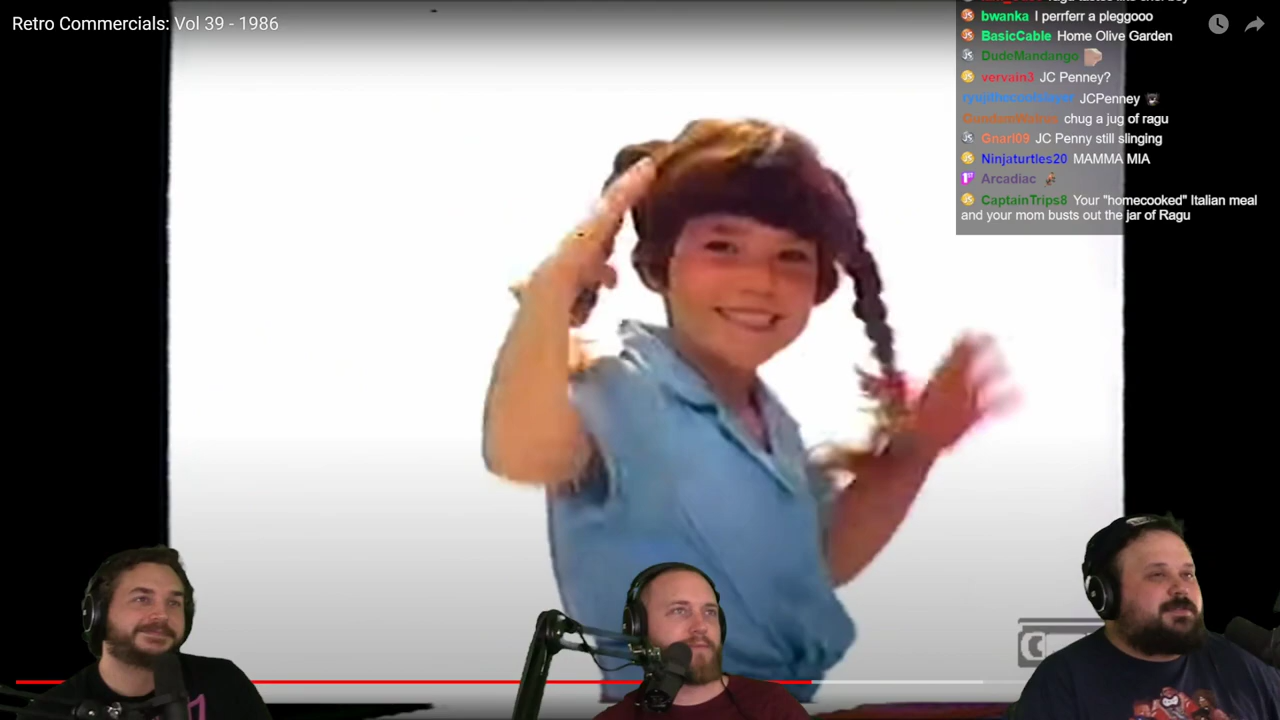 Retro Commercials: Vol 39 - 1986
bwanka I perrferr a pleggooo
BasicCable Home Olive Garden
DudeMandango
vervain3 JC Penney?
JCPenney
chug a jug of ragu
Gnarl09 JC Penny still slinging
Ninjaturtles20 MAMMA MIA
Arcadiac
CaptainTrips8 Your "homecooked" Italian meal
and your mom busts out the jar of Ragu